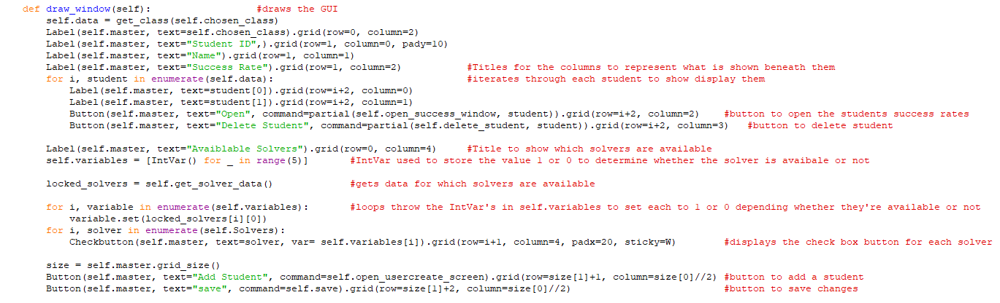 def draw_window(self): #draws the GUI
self.data = get_class(self.chosen_class)
Label(self.master, text=self.chosen_class).grid(row=0, column=2)
Label(self.master, text="Student ID",).grid(row=1, column=0, pady=10)
Label(self.master, text="Name").grid(row=1, column=1)
Label(self.master, text="Success Rate").grid(row=1, column=2) #Titles for the columns to represent what is shown beneath them
for i, student in enumerate(self.data): #iterates through each student to show display them
Label(self.master, text=student[0]).grid(row=i+2, column=0)
Label(self.master, text=student[1]).grid(row=i+2, column=1)
Button(self.master, text="Open", command=partial(self.open_success_window, student)).grid(row=i+2, column=2) #button to open the students success rates
Button(self.master, text="Delete Student", command=partial(self.delete_student, student)).grid(row=i+2, column=3) #button to delete student
Label(self.master, text="Avaiblable Solvers").grid(row=0, column=4) #Title to show which solvers are available
self.variables = [IntVar() for _ in range(5)] #IntVar used to store the value 1 or 0 to determine whether the solver is avaibale or not
locked_solvers = self.get_solver_data() #gets data for which solvers are available
for i, variable in enumerate(self.variables): #loops throw the IntVar's in self.variables to set each to 1 or 0 depending whether they're available or not
variable.set(locked_solvers[i][0])
for i, solver in enumerate(self.Solvers):
Checkbutton(self.master, text=solver, var= self.variables[i]).grid(row=i+1, column=4, padx=20, sticky=W) #displays the check box button for each solver
size = self.master.grid_size()
Button(self.master, text="Add Student", command=self.open_usercreate_screen).grid(row=size[1]+1, column=size[0]//2) #button to add a student
Button(self.master, text="save", command=self.save).grid(row=size[1]+2, column=size[0]//2) #button to save changes